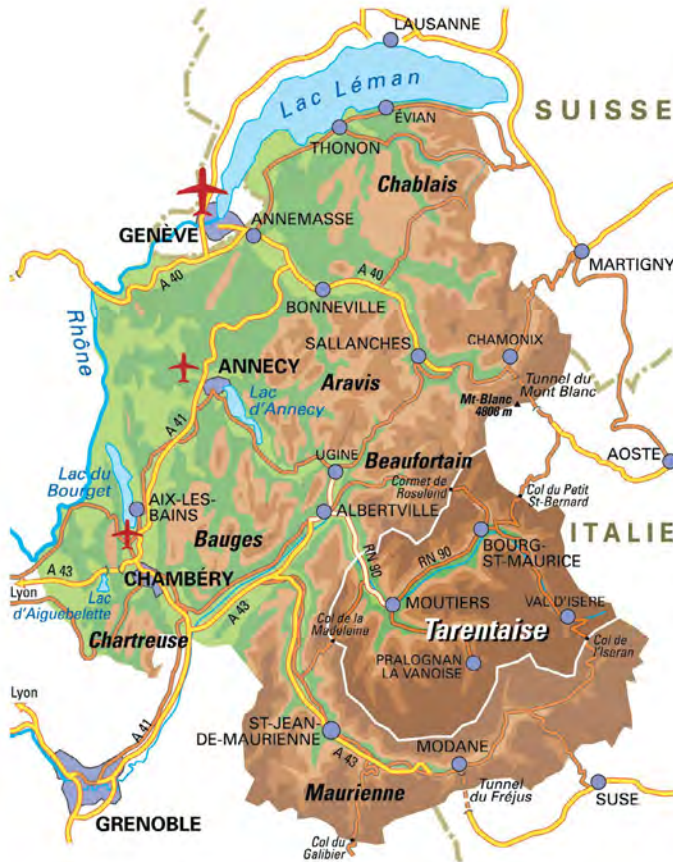 LAUSANNE
Lac Léman
SUISSE
ÉVIAN
THONON
Chablais
GENÈVE
ANNEMASSE
MARTIGNY
A 40
A 40
BONNEVILLE
Rhône
SALLANCHES
CHAMONIX
ANNECY
Aravis
Tunnel du
Mont Blanc
Mt-Blanc
4808 m
Lac
d'Annecy
A 41
AOSTE
UGINE
Beaufortain
Lac du
Bourget
Cormet de
Roselend
Col du Petit
St-Bernard
AIX-LES-
BAINS
ALBERTVILLE
Bauges
ITALIE
RN 90
RN 90
BOURG-
ST-MAURICE
A 43
Lyon
CHAMBÉRY
Lac
d'Aiguebelette
A 43
MOUTIERS
VAL D'ISERE
Col de la
Madeleine
Tarentaise
Chartreuse
Col de
l'Iseran
PRALOGNAN
LA VANOISE
Lyon
A 41
ST-JEAN-
DE-MAURIENNE
A 43
MODANE
Maurienne
Tunnel
du Fréjus
SUSE
GRENOBLE
Col du
Galibier